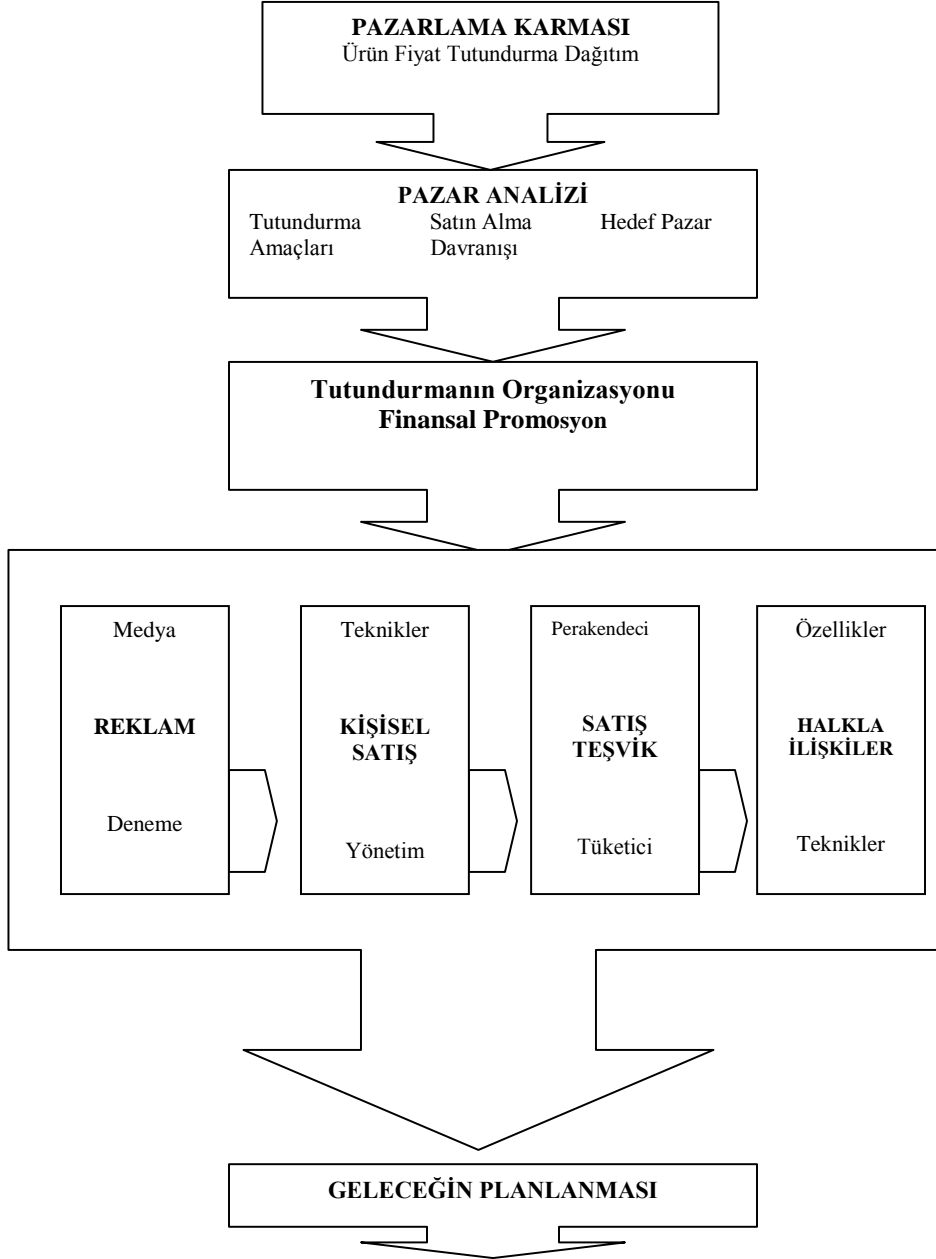 PAZARLAMA KARMASI
Ürün Fiyat Tutundurma Dağıtım
PAZAR ANALİZİ
Tutundurma Amaçları
Satın Alma Davranışı
Hedef Pazar
Tutundurmanın Organizasyonu
Finansal Promosyon
Medya
REKLAM
Deneme
Teknikler
KİŞİSEL
SATIŞ
Yönetim
Perakendeci
SATIŞ
TEŞVİK
Tüketici
Özellikler
HALKLA
İLİŞKİLER
Teknikler
GELECEĞİN PLANLANMASI